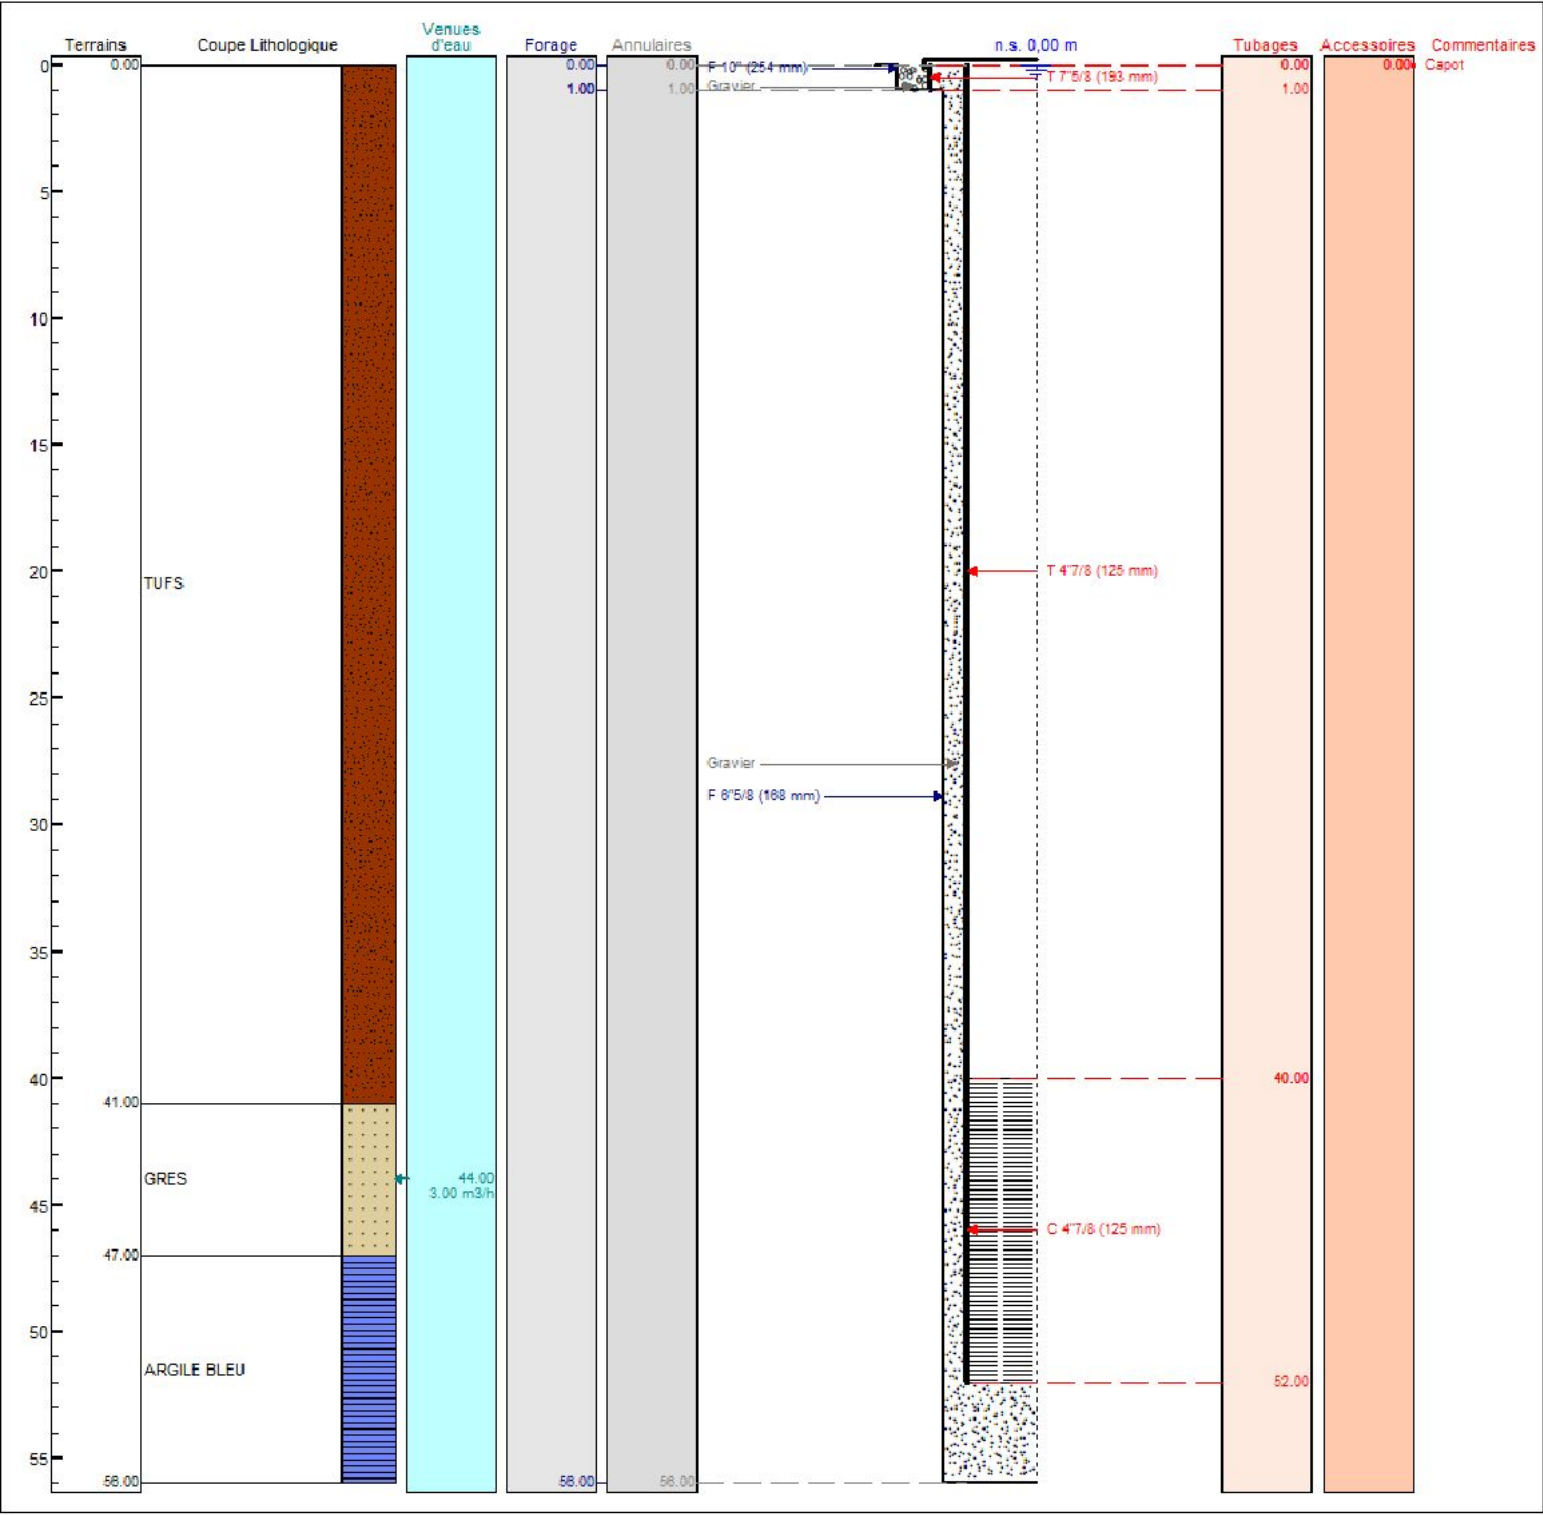 Terrains
Coupe Lithologique
Venues
d'eau
Forage
Annulaires
n.s. 0,00 m
Tubages
Accessoires
Commentaires
0
0.00
0.00
0.00
F 10" (254 mm)
T 7"5/8 (193 mm)
0.00
0.00
Capot
1.00
1.00
Gravier
1.00
5
10
15
20
TUFS
T 4"7/8 (125 mm)
25
Gravier
F 6"5/8 (168 mm)
30
35
40
40.00
41.00
GRES
44.00
3.00 m3/h
45
C 4"7/8 (125 mm)
47.00
50
ARGILE BLEU
52.00
55
56.00
56.00
56.00